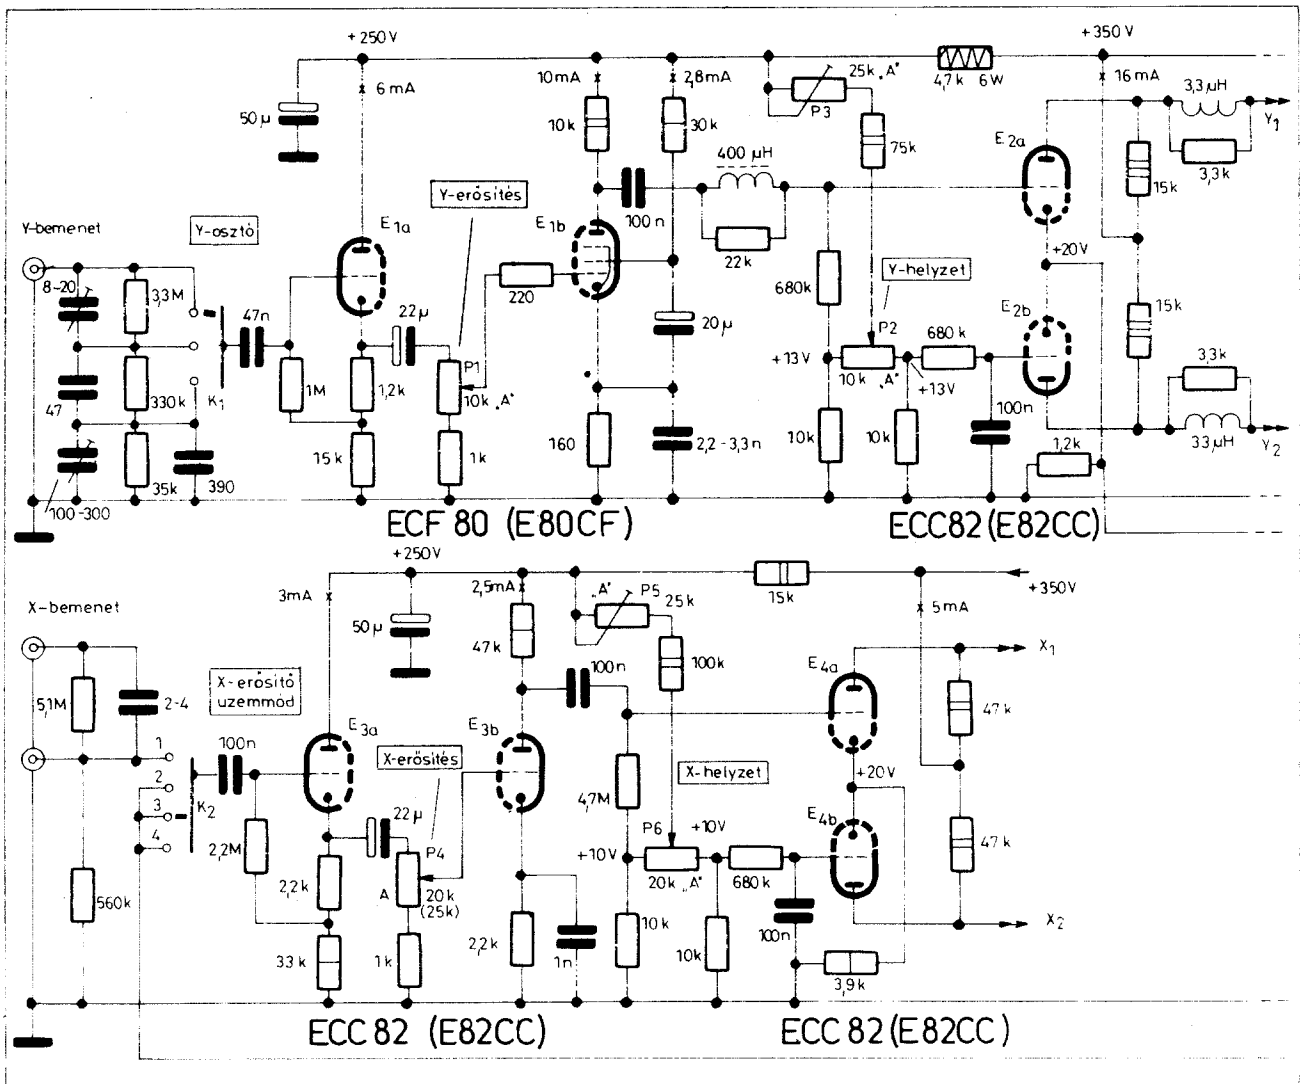 +250V
+350V
6mA
10mA
2,8mA
25k „A"
P3
4,7k 6W
16mA
3,3µH
Y1
50µ
10k
30k
75k
E2a
15k
3,3k
400 µH
Y-erősítés
100n
22k
Y-bemenet
Y-osztó
E1a
E1b
+20V
8-20
3,3M
47n
22µ
220
680k
Y-helyzet
20µ
P2
680k
E2b
15k
+13V
10k „A"
+13V
3,3k
47
330k
K1
1M
1,2k
P1
10k „A"
100n
33µH
Y2
15k
1k
160
2,2-3,3n
10k
10k
1,2k
35k
390
100-300
ECF 80 (E80CF)
ECC82 (E82CC)
+250V
X-bemenet
3mA
2,5mA
„A"
P5
25k
15k
+350V
5mA
50µ
47k
100n
100k
X1
5,1M
2-4
X-erősítő
üzemmód
E4a
47k
1
100n
E3a
X-erősítés
E3b
X-helyzet
+20V
2
3
K2
4
22µ
4,7M
E4b
2,2M
P4
P6
+10V
+10V
47k
2,2k
A
20k
(25k)
20k „A"
680k
560k
10k
100n
X2
33k
1k
2,2k
1n
10k
3,9k
ECC 82 (E82CC)
ECC 82 (E82CC)